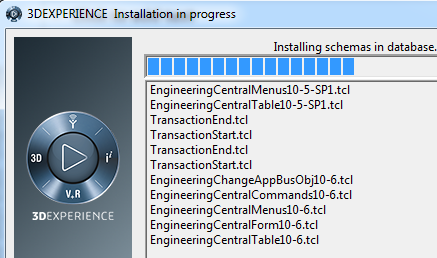 3DEXPERIENCE Installation in progress
Installing schemas in database.
EngineeringCentralMenus10-5-SP1.tcl
EngineeringCentralTable10-5-SP1.tcl
TransactionEnd.tcl
TransactionStart.tcl
TransactionEnd.tcl
TransactionStart.tcl
EngineeringChangeAppBusObj10-6.tcl
EngineeringCentralCommands10-6.tcl
EngineeringCentralMenus10-6.tcl
EngineeringCentralForm10-6.tcl
EngineeringCentralTable10-6.tcl
3D
i²
V,R
3DEXPERIENCE